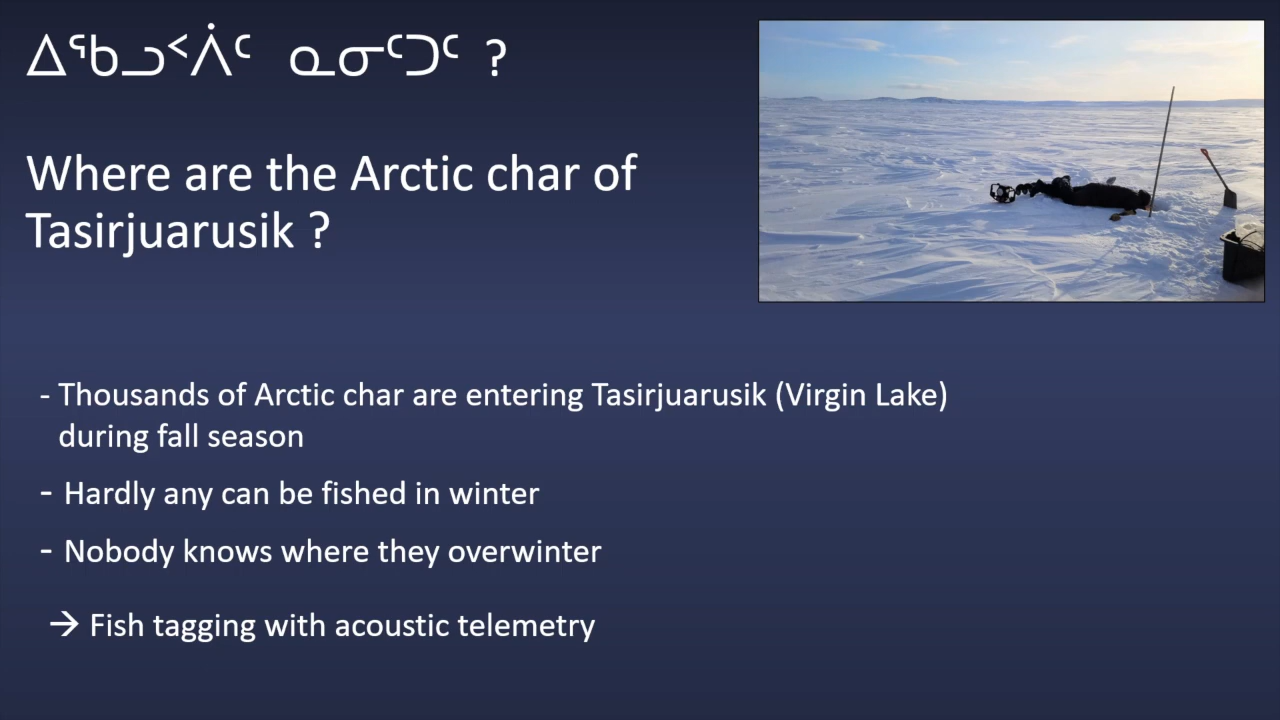 ᐃᖃᓗᑉᐲᑦ ᓇᓂᑦᑐᑦ ?
Where are the Arctic char of
Tasirjuarusik ?
- Thousands of Arctic char are entering Tasirjuarusik (Virgin Lake)
during fall season
- Hardly any can be fished in winter
- Nobody knows where they overwinter
→ Fish tagging with acoustic telemetry